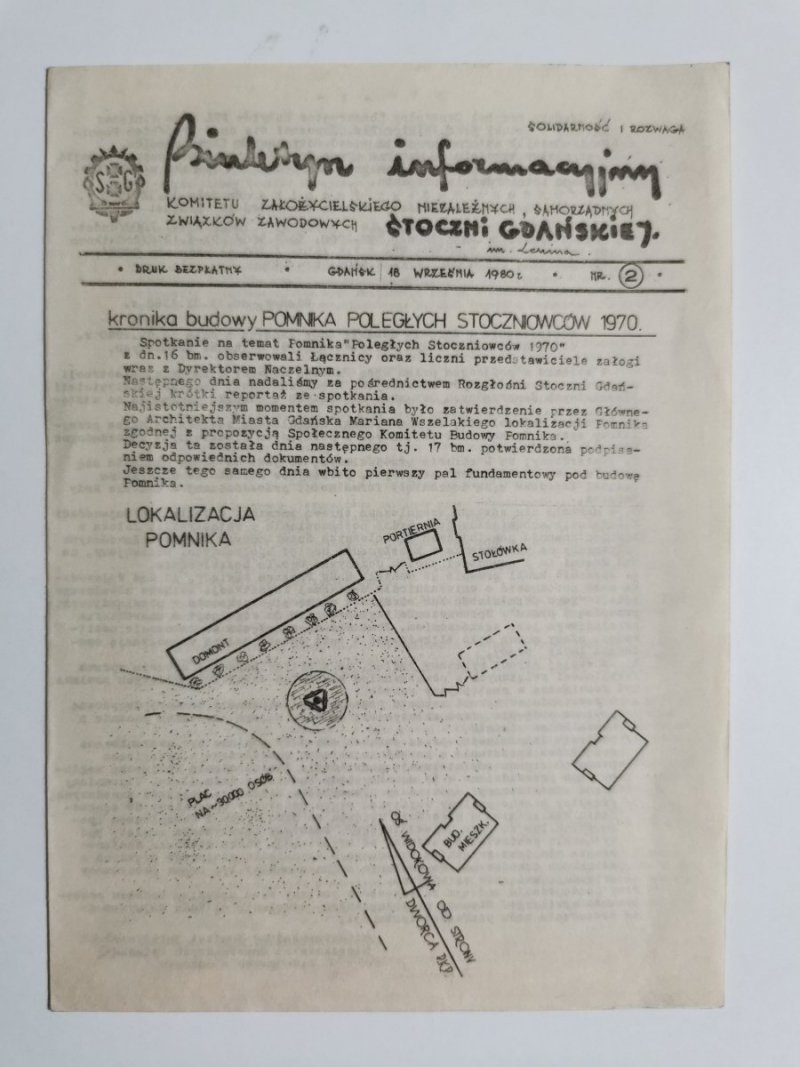 SOLIDARNOŚĆ I ROZWAGA
Biuletyn informacyjny
SG
KOMITETU ZAŁOŻYCIELSKIEGO NIEZALEŻNYCH, SAMORZĄDNYCH
ZWIĄZKÓW ZAWODOWYCH STOCZNI GDAŃSKIEJ.
im. Lenina.
• DRUK BEZPŁATNY • GDAŃSK 18 WRZEŚNIA 1980 r. • NR. 2 •
kronika budowy POMNIKA POLEGŁYCH STOCZNIOWCÓW 1970.
Spotkanie na temat Pomnika "Poległych Stoczniowców 1970"
z dn.16 bm. obserwowali Łącznicy oraz liczni przedstawiciele załogi
wraz z Dyrektorem Naczelnym.
Następnego dnia nadaliśmy za pośrednictwem Rozgłośni Stoczni Gdań-
skiej krótki reportaż ze spotkania.
Najistotniejszym momentem spotkania było zatwierdzenie przez Główne-
go Architekta Miasta Gdańska Mariana Wszelakiego lokalizacji Pomnika
zgodnej z propozycją Społecznego Komitetu Budowy Pomnika.
Decyzja ta została dnia następnego tj. 17 bm. potwierdzona podpisa-
niem odpowiednich dokumentów.
Jeszcze tego samego dnia wbito pierwszy pal fundamentowy pod budowę
Pomnika.
LOKALIZACJA
POMNIKA
PORTIERNIA
STOŁÓWKA
DOMONT
PLAC
NA ~30000 OSÓB
BUD.
MIESZK.
OŚ WIDOKOWA OD STRONY
DWORCA PKP